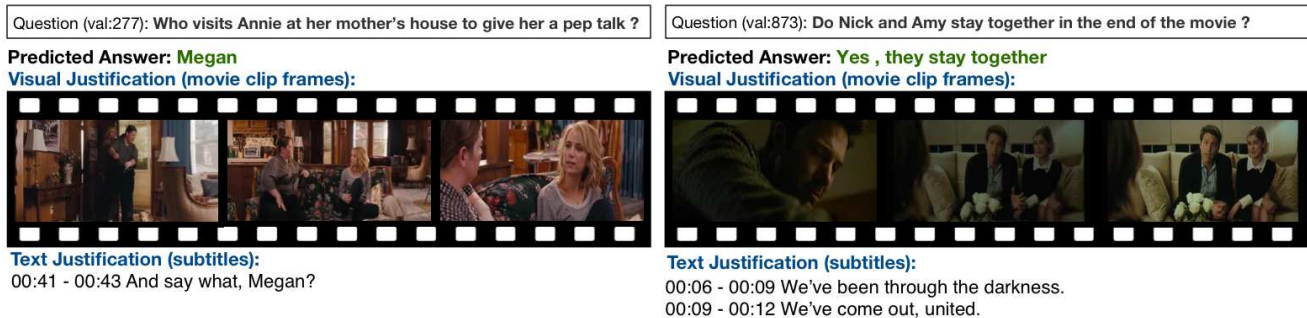 Question (val:277): Who visits Annie at her mother's house to give her a pep talk ?
Predicted Answer: Megan
Visual Justification (movie clip frames):
Text Justification (subtitles):
00:41 - 00:43 And say what, Megan?
Question (val:873): Do Nick and Amy stay together in the end of the movie ?
Predicted Answer: Yes , they stay together
Visual Justification (movie clip frames):
Text Justification (subtitles):
00:06 - 00:09 We've been through the darkness.
00:09 - 00:12 We've come out, united.